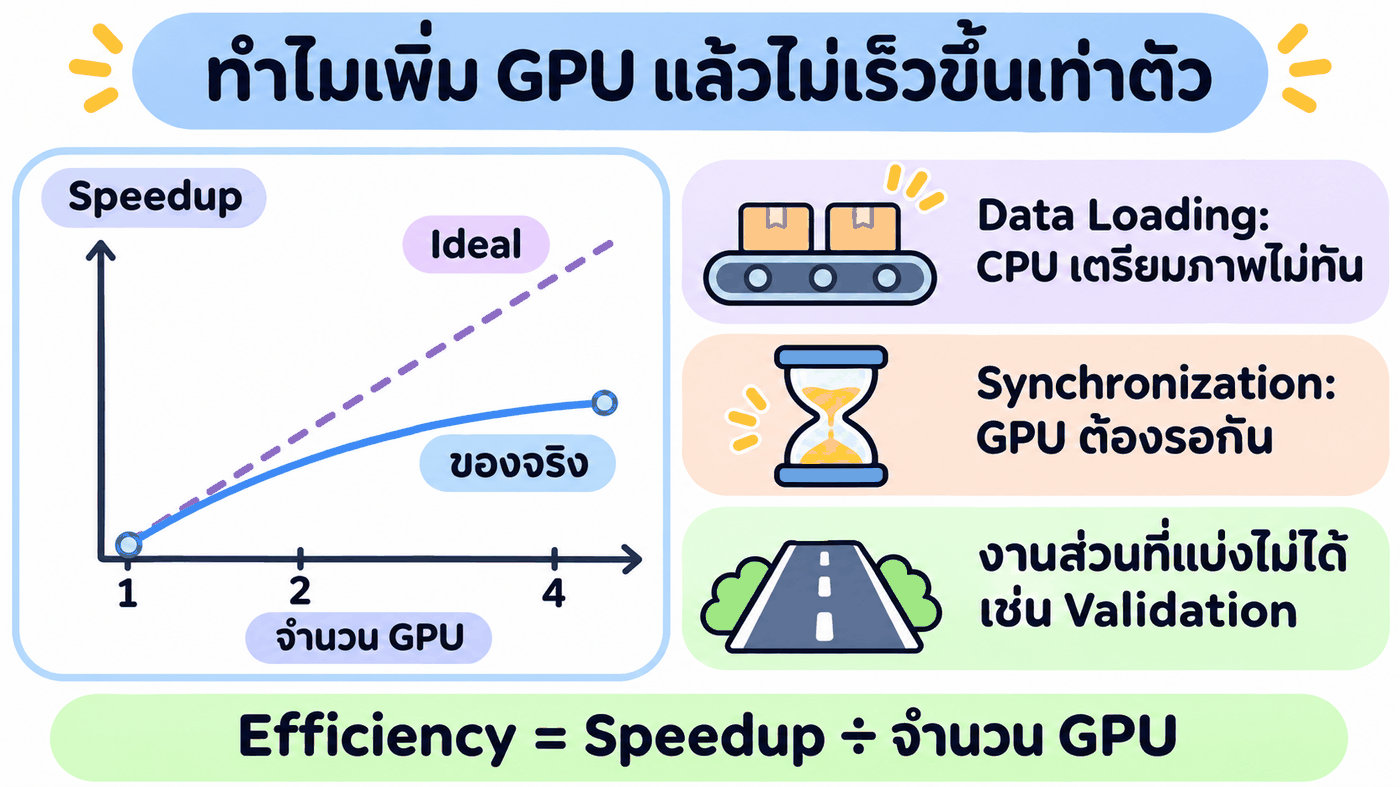 ทำไมเพิ่ม GPU แล้วไม่เร็วขึ้นเท่าตัว
Speedup
Ideal
ของจริง
1
2
4
จำนวน GPU
Data Loading:
CPU เตรียมภาพไม่ทัน
Synchronization:
GPU ต้องรอกัน
งานส่วนที่แบ่งไม่ได้
เช่น Validation
Efficiency = Speedup ÷ จำนวน GPU